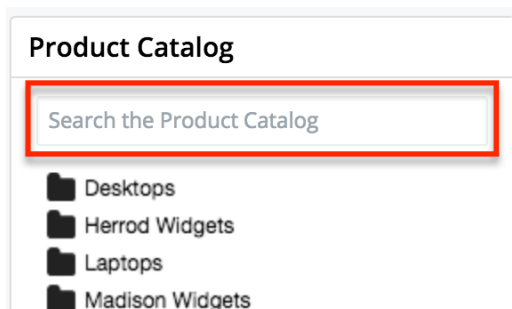 Product Catalog
Search the Product Catalog
Desktops
Herrod Widgets
Laptops
Madison Widgets